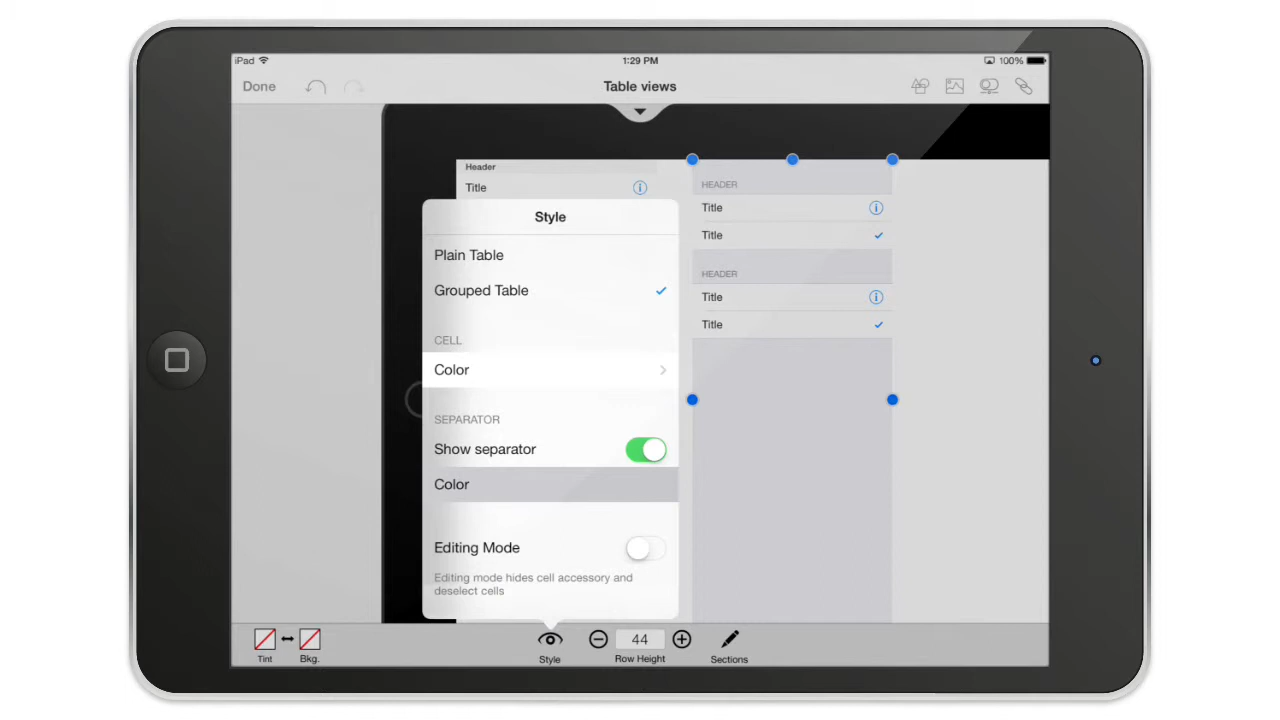 iPad
1:29 PM
100%
Done
Table views
Header
Title
HEADER
Title
Title
HEADER
Title
Title
Style
Plain Table
Grouped Table
CELL
Color
SEPARATOR
Show separator
Color
Editing Mode
Editing mode hides cell accessory and
deselect cells
Tint
Bkg.
Style
44
Row Height
Sections